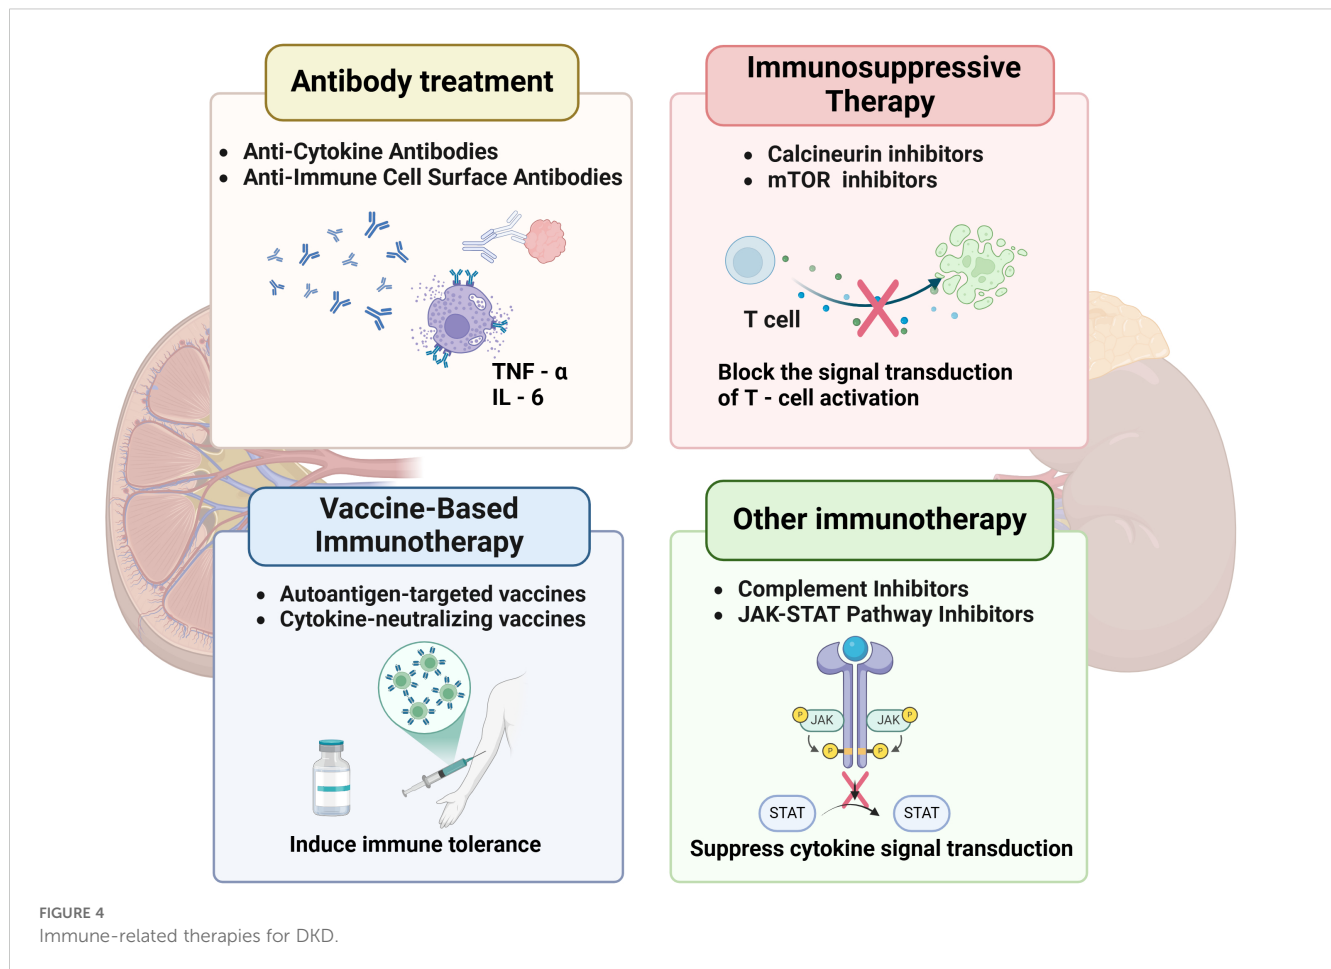 Antibody treatment
• Anti-Cytokine Antibodies
• Anti-Immune Cell Surface Antibodies
TNF - α
IL - 6
Immunosuppressive
Therapy
• Calcineurin inhibitors
• mTOR inhibitors
T cell
Block the signal transduction
of T - cell activation
Vaccine-Based
Immunotherapy
• Autoantigen-targeted vaccines
• Cytokine-neutralizing vaccines
Induce immune tolerance
Other immunotherapy
• Complement Inhibitors
• JAK-STAT Pathway Inhibitors
P JAK JAK P
P P
STAT STAT
Suppress cytokine signal transduction
FIGURE 4
Immune-related therapies for DKD.